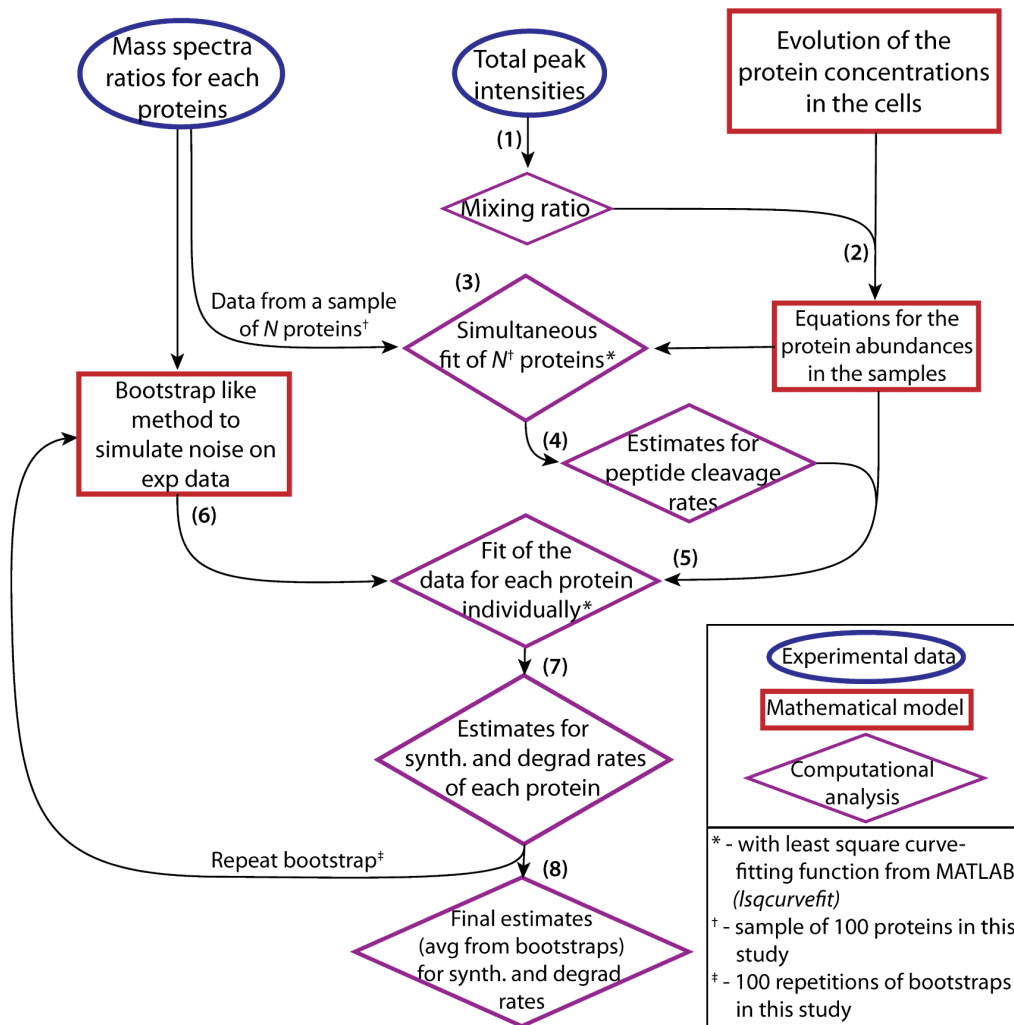 Mass spectra
ratios for each
proteins
Total peak
intensities
Evolution of the
protein concentrations
in the cells
(1)
Mixing ratio
(2)
(3)
Data from a sample
of N proteins†
Simultaneous
fit of N† proteins*
Equations for the
protein abundances
in the samples
Bootstrap like
method to
simulate noise on
exp data
(4)
Estimates for
peptide cleavage
rates
(6)
(5)
Fit of the
data for each protein
individually*
(7)
Estimates for
synth. and degrad rates
of each protein
Repeat bootstrap‡
(8)
Final estimates
(avg from bootstraps)
for synth. and degrad
rates
Experimental data
Mathematical model
Computational
analysis
* - with least square curve-
fitting function from MATLAB
(lsqcurvefit)
† - sample of 100 proteins in this
study
‡ - 100 repetitions of bootstraps
in this study